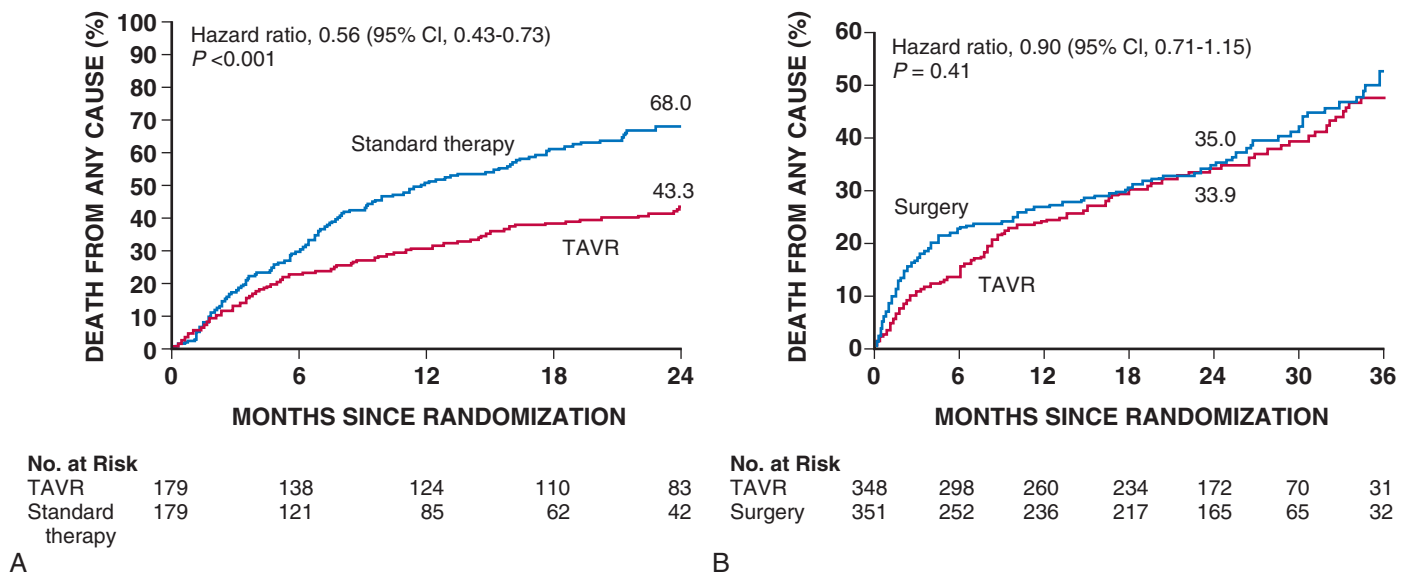 DEATH FROM ANY CAUSE (%)
100
90
80
70
60
50
40
30
20
10
0
Hazard ratio, 0.56 (95% CI, 0.43-0.73)
P <0.001
68.0
Standard therapy
43.3
TAVR
0 6 12 18 24
MONTHS SINCE RANDOMIZATION
No. at Risk
TAVR 179 138 124 110 83
Standard 179 121 85 62 42
therapy
A
DEATH FROM ANY CAUSE (%)
60
50
40
30
20
10
0
Hazard ratio, 0.90 (95% CI, 0.71-1.15)
P = 0.41
35.0
33.9
Surgery
TAVR
0 6 12 18 24 30 36
MONTHS SINCE RANDOMIZATION
No. at Risk
TAVR 348 298 260 234 172 70 31
Surgery 351 252 236 217 165 65 32
B